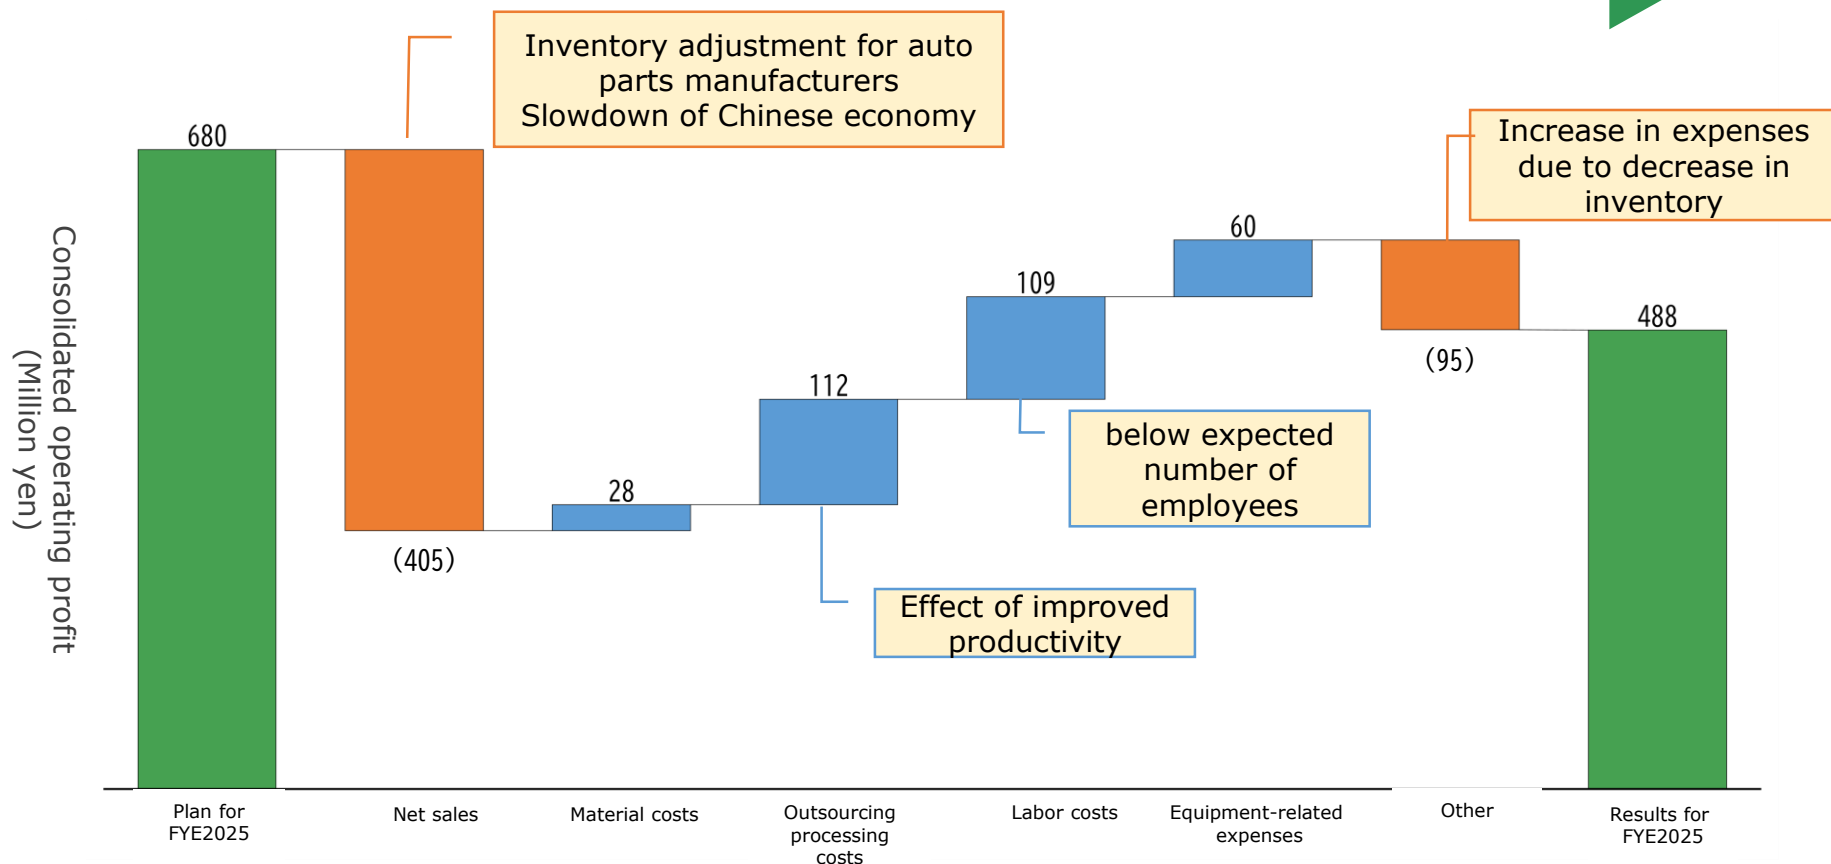 Inventory adjustment for auto
parts manufacturers
Slowdown of Chinese economy
Increase in expenses
due to decrease in
inventory
680
(405)
28
112
109
60
(95)
488
below expected
number of
employees
Effect of improved
productivity
Consolidated operating profit
(Million yen)
Plan for
FYE2025
Net sales
Material costs
Outsourcing
processing
costs
Labor costs
Equipment-related
expenses
Other
Results for
FYE2025